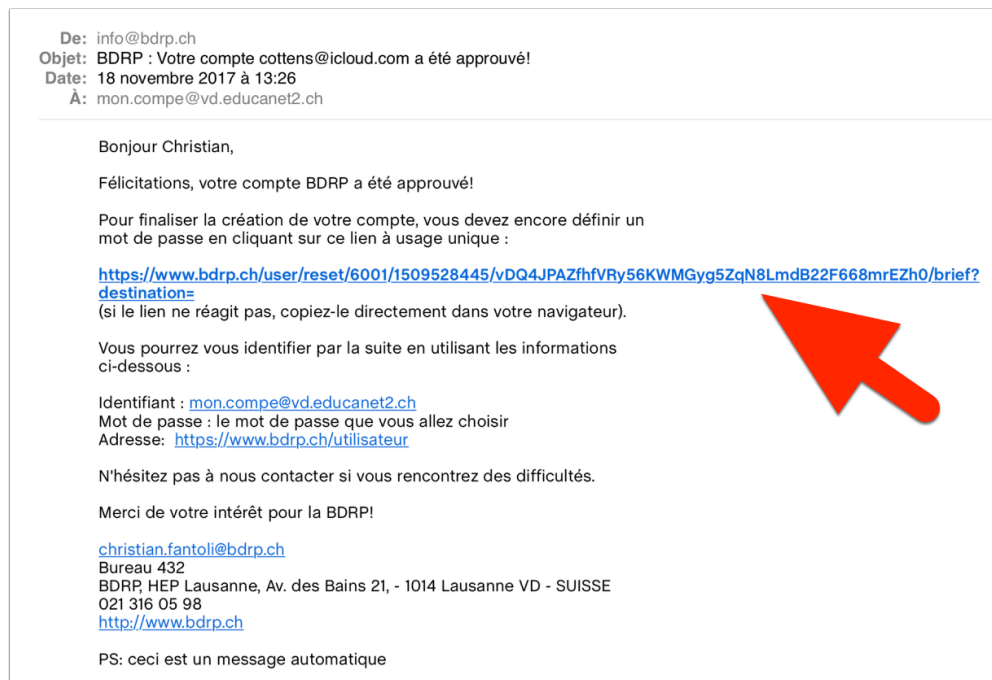 De: info@bdrp.ch
Objet: BDRP : Votre compte cottens@icloud.com a été approuvé!
Date: 18 novembre 2017 à 13:26
À: mon.compe@vd.educanet2.ch
Bonjour Christian,
Félicitations, votre compte BDRP a été approuvé!
Pour finaliser la création de votre compte, vous devez encore définir un
mot de passe en cliquant sur ce lien à usage unique :
https://www.bdrp.ch/user/reset/6001/1509528445/vDQ4JPAZfhfVRy56KWMGyg5ZqN8LmdB22F668mrEZh0/brief?
destination=
(si le lien ne réagit pas, copiez-le directement dans votre navigateur).
Vous pourrez vous identifier par la suite en utilisant les informations
ci-dessous :
Identifiant : mon.compe@vd.educanet2.ch
Mot de passe : le mot de passe que vous allez choisir
Adresse: https://www.bdrp.ch/utilisateur
N'hésitez pas à nous contacter si vous rencontrez des difficultés.
Merci de votre intérêt pour la BDRP!
christian.fantoli@bdrp.ch
Bureau 432
BDRP, HEP Lausanne, Av. des Bains 21, - 1014 Lausanne VD - SUISSE
021 316 05 98
http://www.bdrp.ch
PS: ceci est un message automatique